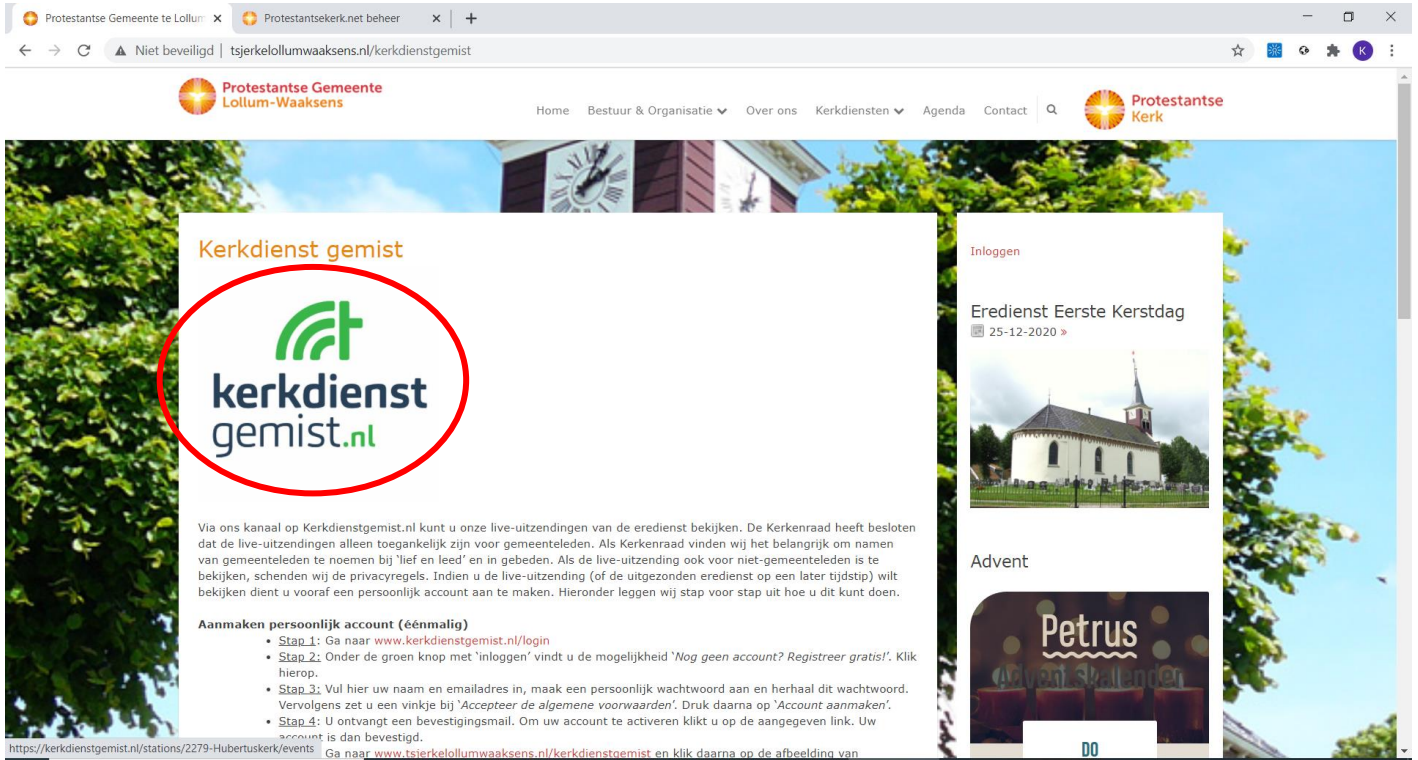 Protestantse Gemeente te Lollum
Protestantsekerk.net beheer
Niet beveiligd | tsjerkelollumwaaksens.nl/kerkdienstgemist
K
Protestantse Gemeente
Lollum-Waaksens
Home Bestuur & Organisatie Over ons Kerkdiensten Agenda Contact
Protestantse
Kerk
Kerkdienst gemist
kerkdienst
gemist.nl
Via ons kanaal op Kerkdienstgemist.nl kunt u onze live-uitzendingen van de eredienst bekijken. De Kerkenraad heeft besloten
dat de live-uitzendingen alleen toegankelijk zijn voor gemeenteleden. Als Kerkenraad vinden wij het belangrijk om namen
van gemeenteleden te noemen bij ‘lief en leed’ en in gebeden. Als de live-uitzending ook voor niet-gemeenteleden is te
bekijken, schenden wij de privacyregels. Indien u de live-uitzending (of de uitgezonden eredienst op een later tijdstip) wilt
bekijken dient u vooraf een persoonlijk account aan te maken. Hieronder leggen wij stap voor stap uit hoe u dit kunt doen.
Aanmaken persoonlijk account (éénmalig)
• Stap 1: Ga naar www.kerkdienstgemist.nl/login
• Stap 2: Onder de groen knop met ‘inloggen’ vindt u de mogelijkheid ‘Nog geen account? Registreer gratis!’. Klik
hierop.
• Stap 3: Vul hier uw naam en emailadres in, maak een persoonlijk wachtwoord aan en herhaal dit wachtwoord.
Vervolgens zet u een vinkje bij ‘Accepteer de algemene voorwaarden’. Druk daarna op ‘Account aanmaken’.
• Stap 4: U ontvangt een bevestigingsmail. Om uw account te activeren klikt u op de aangegeven link. Uw
account is dan bevestigd.
Ga naar www.tsjerkelollumwaaksens.nl/kerkdienstgemist en klik daarna op de afbeelding van
Inloggen
Eredienst Eerste Kerstdag
25-12-2020 »
Advent
Petrus
Adventskalender
DO
https://kerkdienstgemist.nl/stations/2279-Hubertuskerk/events